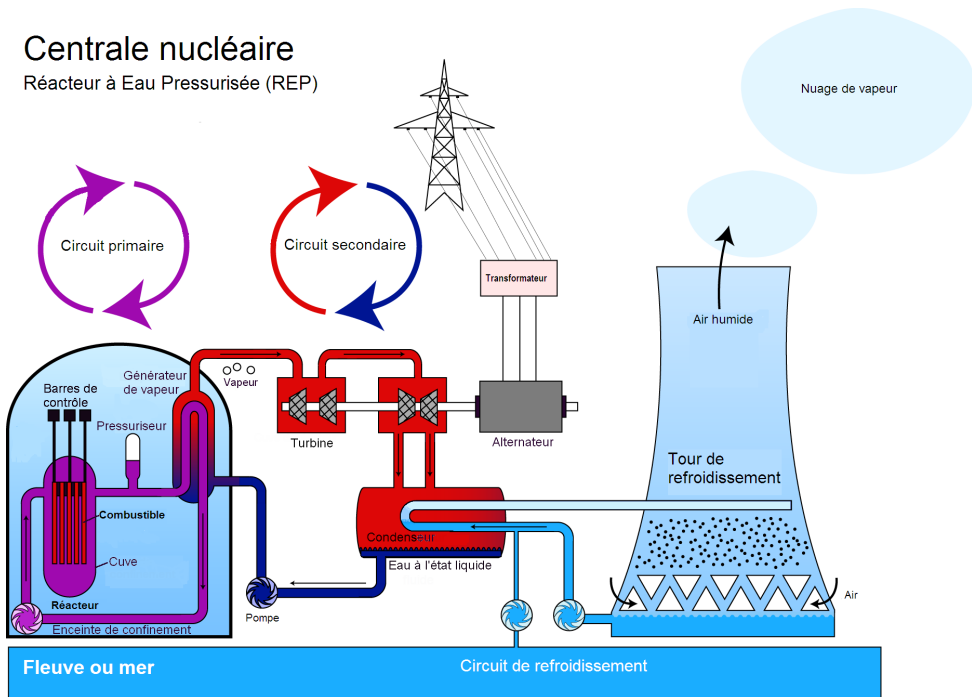 Centrale nucléaire
Réacteur à Eau Pressurisée (REP)
Nuage de vapeur
Circuit primaire
Circuit secondaire
Transformateur
Air humide
Générateur
de vapeur
Vapeur
Barres de
contrôle
Pressuriseur
Turbine
Alternateur
Tour de
refroidissement
Combustible
Condenseur
Cuve
Eau à l'état liquide
Réacteur
Air
Pompe
Enceinte de confinement
Fleuve ou mer
Circuit de refroidissement